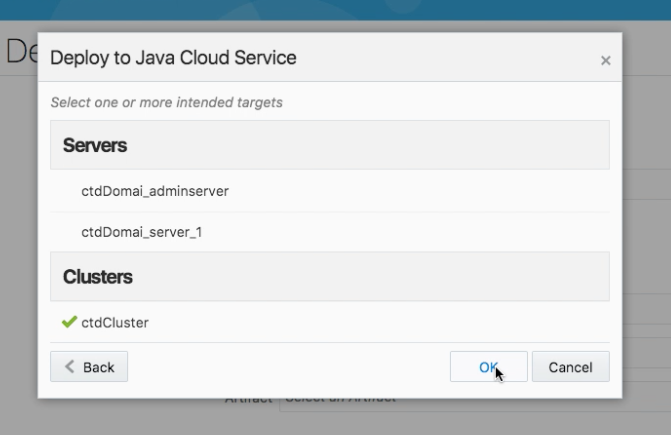 De
Deploy to Java Cloud Service
Select one or more intended targets
Servers
ctdDomai_adminserver
ctdDomai_server_1
Clusters
ctdCluster
Back
OK
Cancel
Artifact
Select an Artifact